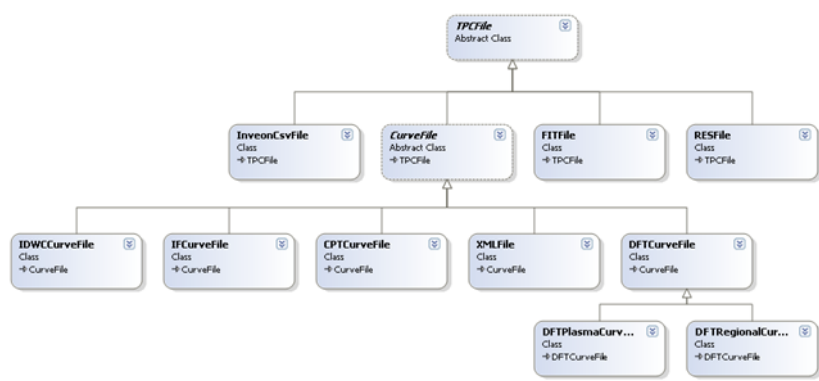 TPCFile
Abstract Class
InveonCsvFile
Class
TPCFile
CurveFile
Abstract Class
TPCFile
FITFile
Class
TPCFile
RESFile
Class
TPCFile
IDWCCurveFile
Class
CurveFile
IFCurveFile
Class
CurveFile
CPTCurveFile
Class
CurveFile
XMLFile
Class
CurveFile
DFTCurveFile
Class
CurveFile
DFTPlasmaCurv...
Class
DFTCurveFile
DFTRegionalCur...
Class
DFTCurveFile